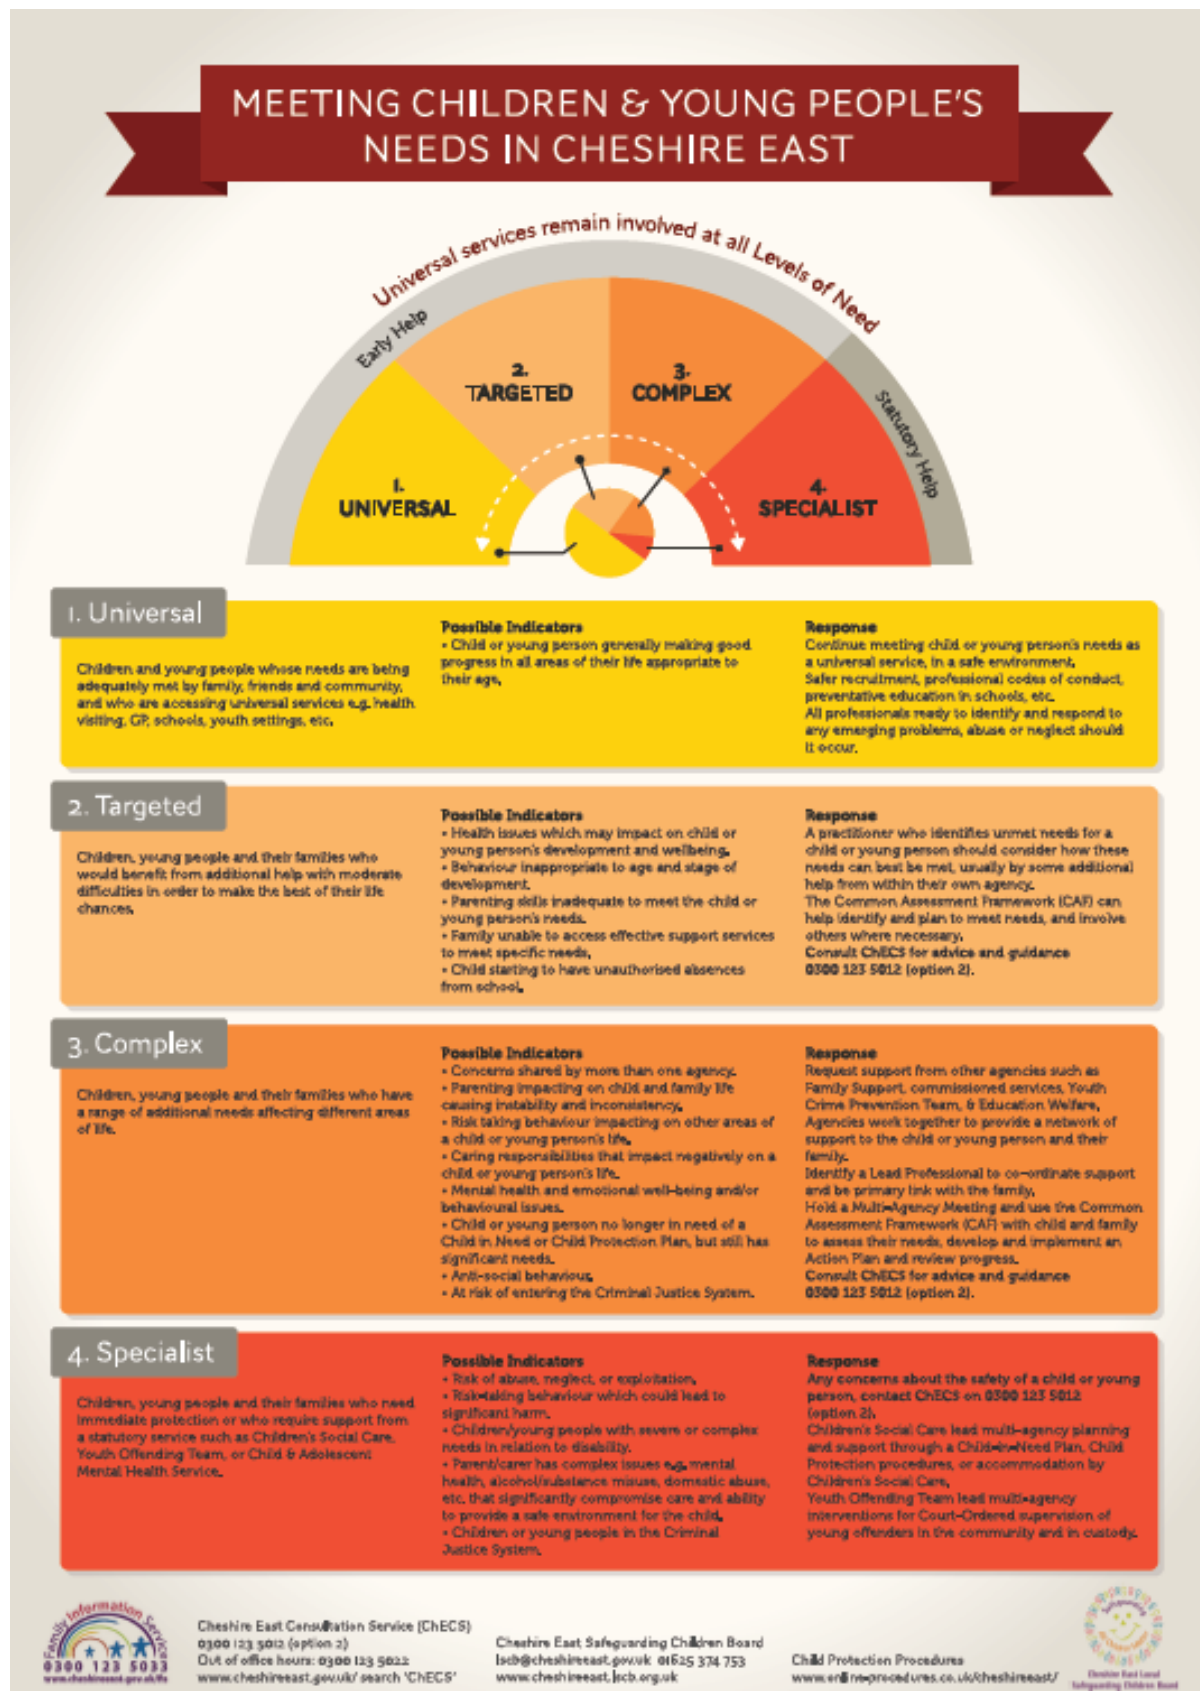 MEETING CHILDREN & YOUNG PEOPLE'S
NEEDS IN CHESHIRE EAST
Universal services remain involved at all Levels of Need
Early Help
Statutory Help
1.
UNIVERSAL
2.
TARGETED
3.
COMPLEX
4.
SPECIALIST
1. Universal
Children and young people whose needs are being
adequately met by family, friends and community,
and who are accessing universal services e.g. health
visiting, GP, schools, youth settings, etc.
Possible Indicators
• Child or young person generally making good
progress in all areas of their life appropriate to
their age.
Response
Continue meeting child or young person's needs as
a universal service, in a safe environment.
Safer recruitment, professional codes of conduct,
preventative education in schools, etc.
All professionals ready to identify and respond to
any emerging problems, abuse or neglect should
it occur.
2. Targeted
Children, young people and their families who
would benefit from additional help with moderate
difficulties in order to make the best of their life
chances.
Possible Indicators
• Health issues which may impact on child or
young person's development and wellbeing.
• Behaviour inappropriate to age and stage of
development.
• Parenting skills inadequate to meet the child or
young person's needs.
• Family unable to access effective support services
to meet specific needs.
• Child starting to have unauthorised absences
from school.
Response
A practitioner who identifies unmet needs for a
child or young person should consider how these
needs can best be met, usually by some additional
help from within their own agency.
The Common Assessment Framework (CAF) can
help identify and plan to meet needs, and involve
others where necessary.
Consult ChECS for advice and guidance
0300 123 5012 (option 2).
3. Complex
Children, young people and their families who have
a range of additional needs affecting different areas
of life.
Possible Indicators
• Concerns shared by more than one agency.
• Parenting impacting on child and family life
causing instability and inconsistency.
• Risk taking behaviour impacting on other areas of
a child or young person's life.
• Caring responsibilities that impact negatively on a
child or young person's life.
• Mental health and emotional well-being and/or
behavioural issues.
• Child or young person no longer in need of a
Child in Need or Child Protection Plan, but still has
significant needs.
• Anti-social behaviour.
• At risk of entering the Criminal Justice System.
Response
Request support from other agencies such as
Family Support, commissioned services, Youth
Crime Prevention Team, & Education Welfare.
Agencies work together to provide a network of
support to the child or young person and their
family.
Identify a Lead Professional to co-ordinate support
and be primary link with the family.
Hold a Multi-Agency Meeting and use the Common
Assessment Framework (CAF) with child and family
to assess their needs, develop and implement an
Action Plan and review progress.
Consult ChECS for advice and guidance
0300 123 5012 (option 2).
4. Specialist
Children, young people and their families who need
immediate protection or who require support from
a statutory service such as Children's Social Care,
Youth Offending Team, or Child & Adolescent
Mental Health Service.
Possible Indicators
• Risk of abuse, neglect, or exploitation.
• Risk-taking behaviour which could lead to
significant harm.
• Children/young people with severe or complex
needs in relation to disability.
• Parent/carer has complex issues e.g. mental
health, alcohol/substance misuse, domestic abuse,
etc. that significantly compromise care and ability
to provide a safe environment for the child.
• Children or young people in the Criminal
Justice System.
Response
Any concerns about the safety of a child or young
person, contact ChECS on 0300 123 5012
(option 2).
Children's Social Care lead multi-agency planning
and support through a Child-in-Need Plan, Child
Protection procedures, or accommodation by
Children's Social Care.
Youth Offending Team lead multi-agency
interventions for Court-Ordered supervision of
young offenders in the community and in custody.
Family Information Service
0300 123 5033
www.cheshireeast.gov.uk/fis
Cheshire East Consultation Service (ChECS)
0300 123 5012 (option 2)
Out of office hours: 0300 123 5022
www.cheshireeast.gov.uk/ search 'ChECS'
Cheshire East Safeguarding Children Board
lscb@cheshireeast.gov.uk 01625 374 753
www.cheshireeast.lscb.org.uk
Child Protection Procedures
www.online-procedures.co.uk/cheshireeast/
Safeguarding
Cheshire East Local
Safeguarding Children Board